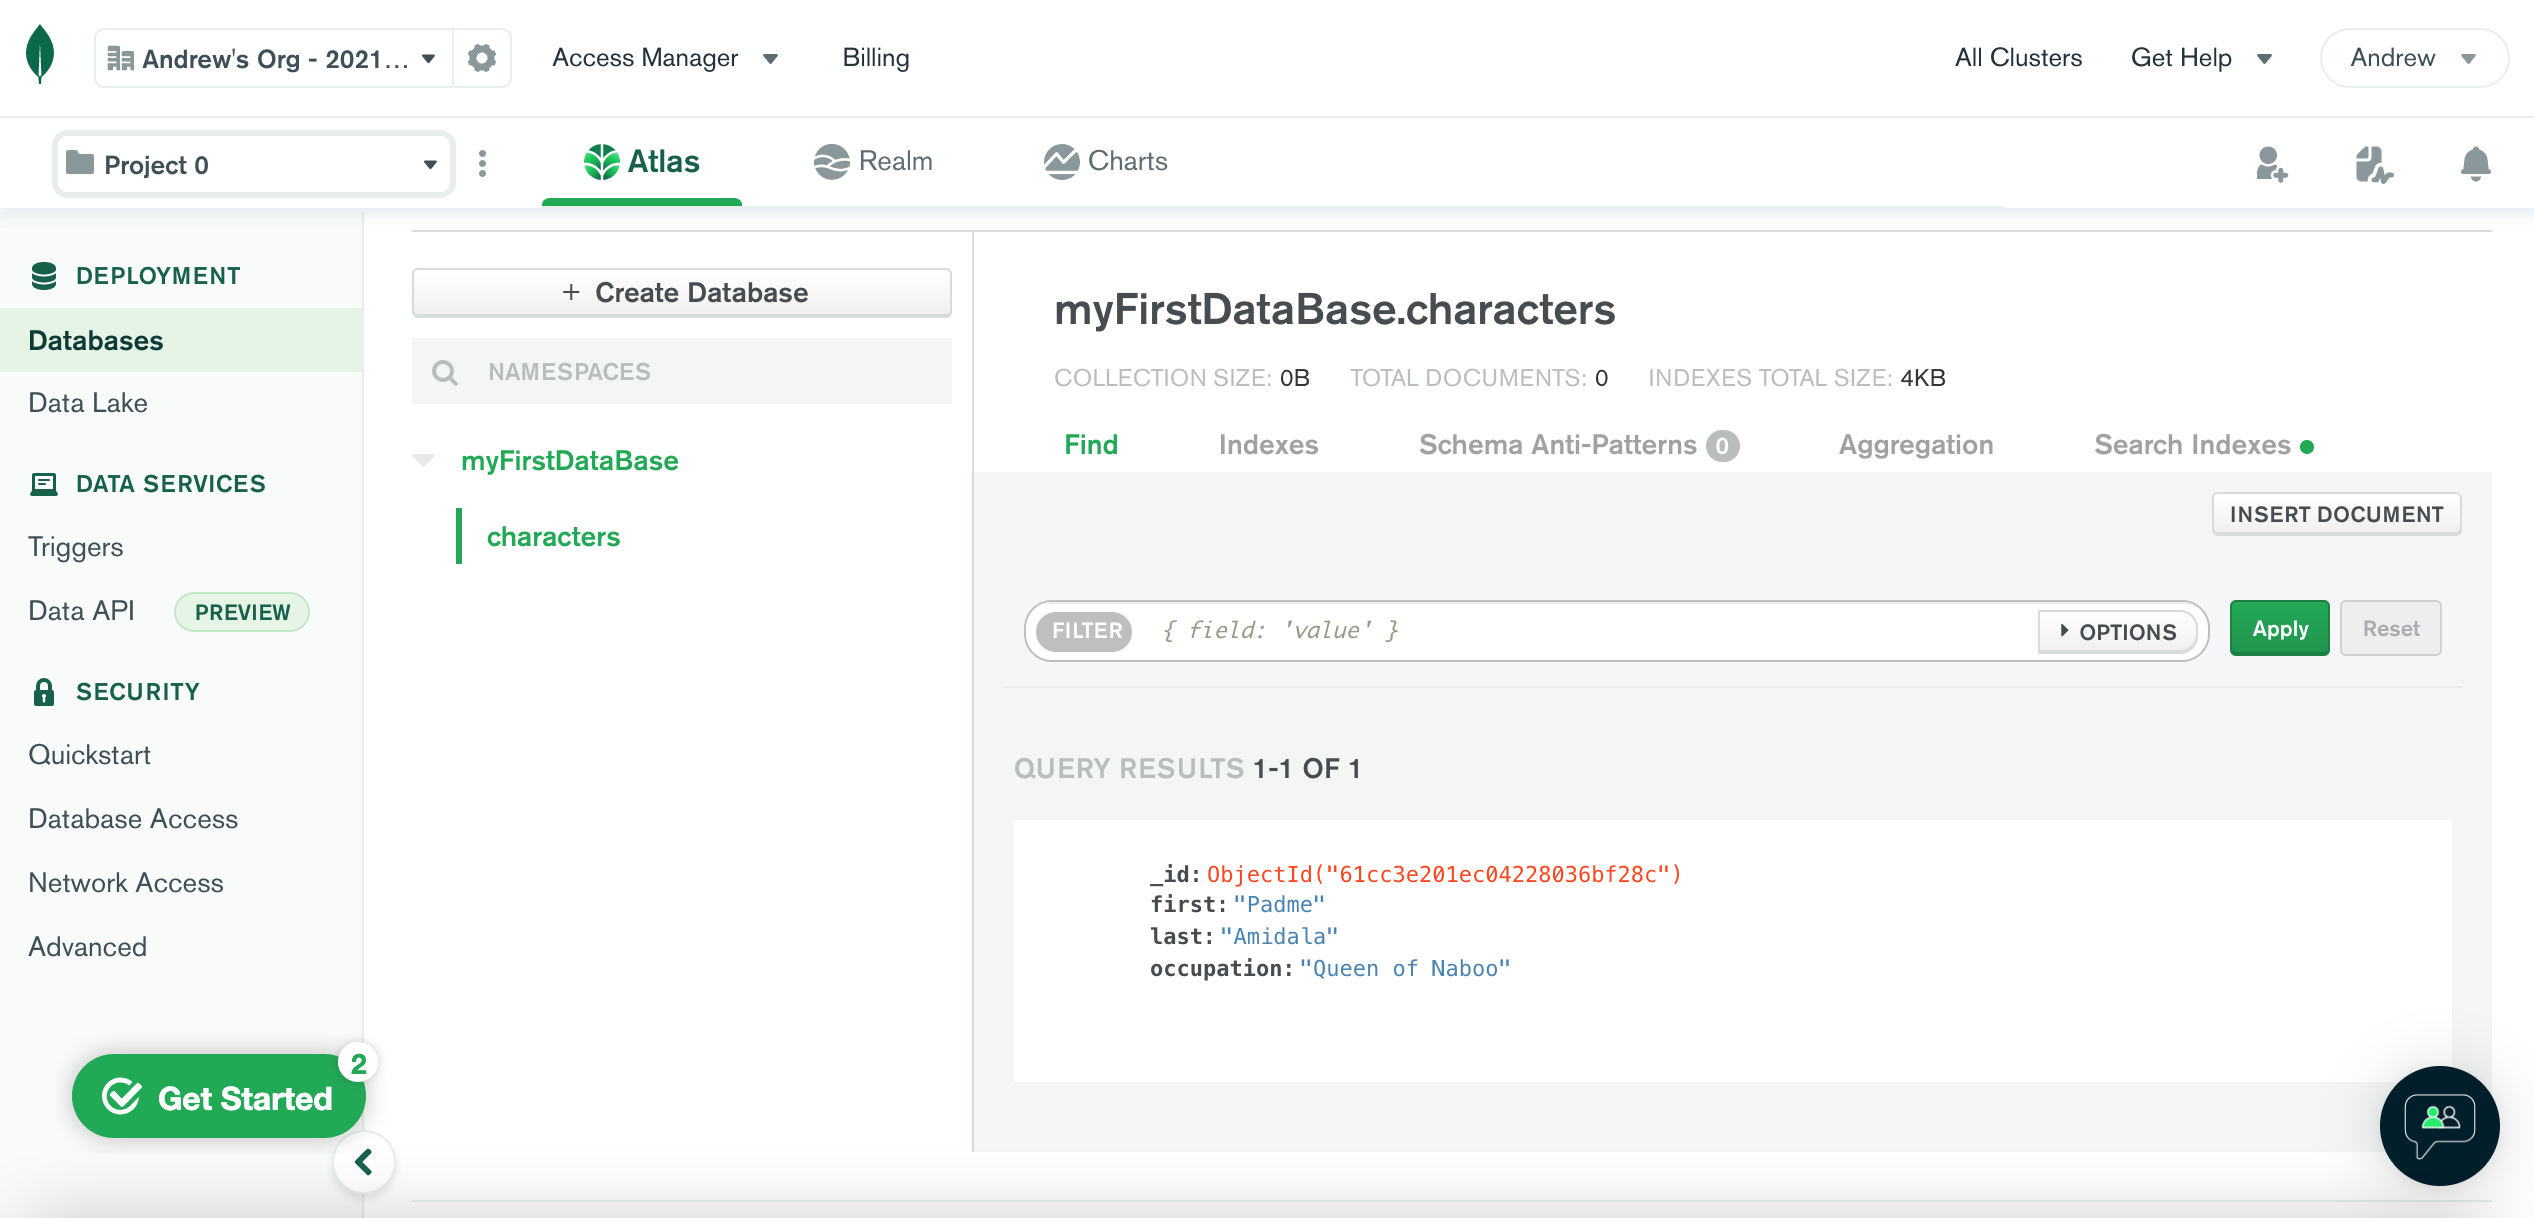 Andrew's Org - 2021...
Access Manager
Billing
All Clusters
Get Help
Andrew
Project 0
Atlas
Realm
Charts
DEPLOYMENT
Databases
Data Lake
DATA SERVICES
Triggers
Data API PREVIEW
SECURITY
Quickstart
Database Access
Network Access
Advanced
Get Started 2
+ Create Database
NAMESPACES
myFirstDataBase
characters
myFirstDataBase.characters
COLLECTION SIZE: 0B TOTAL DOCUMENTS: 0 INDEXES TOTAL SIZE: 4KB
Find Indexes Schema Anti-Patterns 0 Aggregation Search Indexes
INSERT DOCUMENT
FILTER { field: 'value' } OPTIONS Apply Reset
QUERY RESULTS 1-1 OF 1
_id: ObjectId("61cc3e201ec04228036bf28c")
first: "Padme"
last: "Amidala"
occupation: "Queen of Naboo"